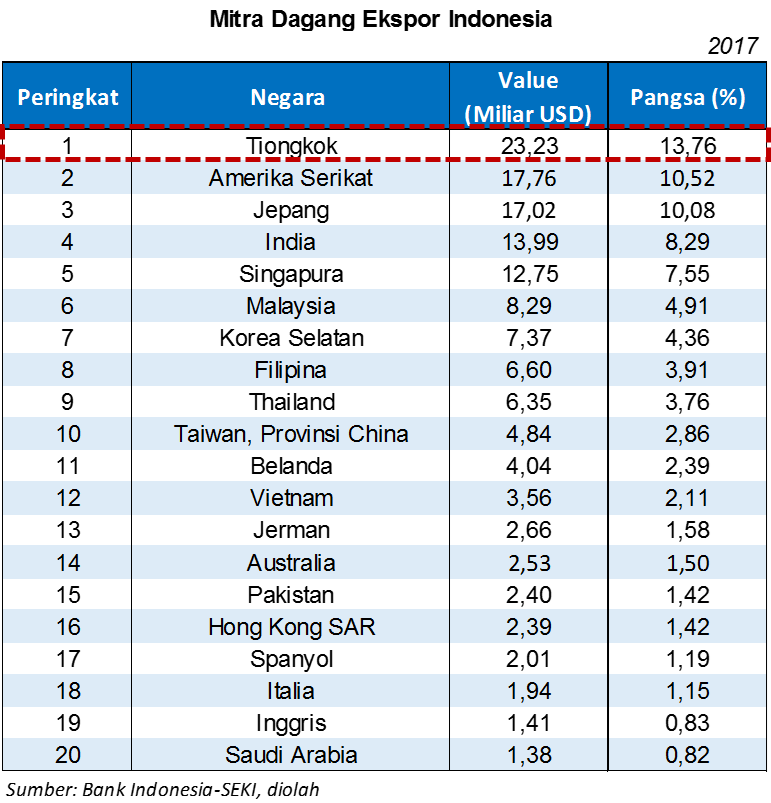 Mitra Dagang Ekspor Indonesia
2017
Peringkat Negara Value (Miliar USD) Pangsa (%)
1 Tiongkok 23,23 13,76
2 Amerika Serikat 17,76 10,52
3 Jepang 17,02 10,08
4 India 13,99 8,29
5 Singapura 12,75 7,55
6 Malaysia 8,29 4,91
7 Korea Selatan 7,37 4,36
8 Filipina 6,60 3,91
9 Thailand 6,35 3,76
10 Taiwan, Provinsi China 4,84 2,86
11 Belanda 4,04 2,39
12 Vietnam 3,56 2,11
13 Jerman 2,66 1,58
14 Australia 2,53 1,50
15 Pakistan 2,40 1,42
16 Hong Kong SAR 2,39 1,42
17 Spanyol 2,01 1,19
18 Italia 1,94 1,15
19 Inggris 1,41 0,83
20 Saudi Arabia 1,38 0,82
Sumber: Bank Indonesia-SEKI, diolah